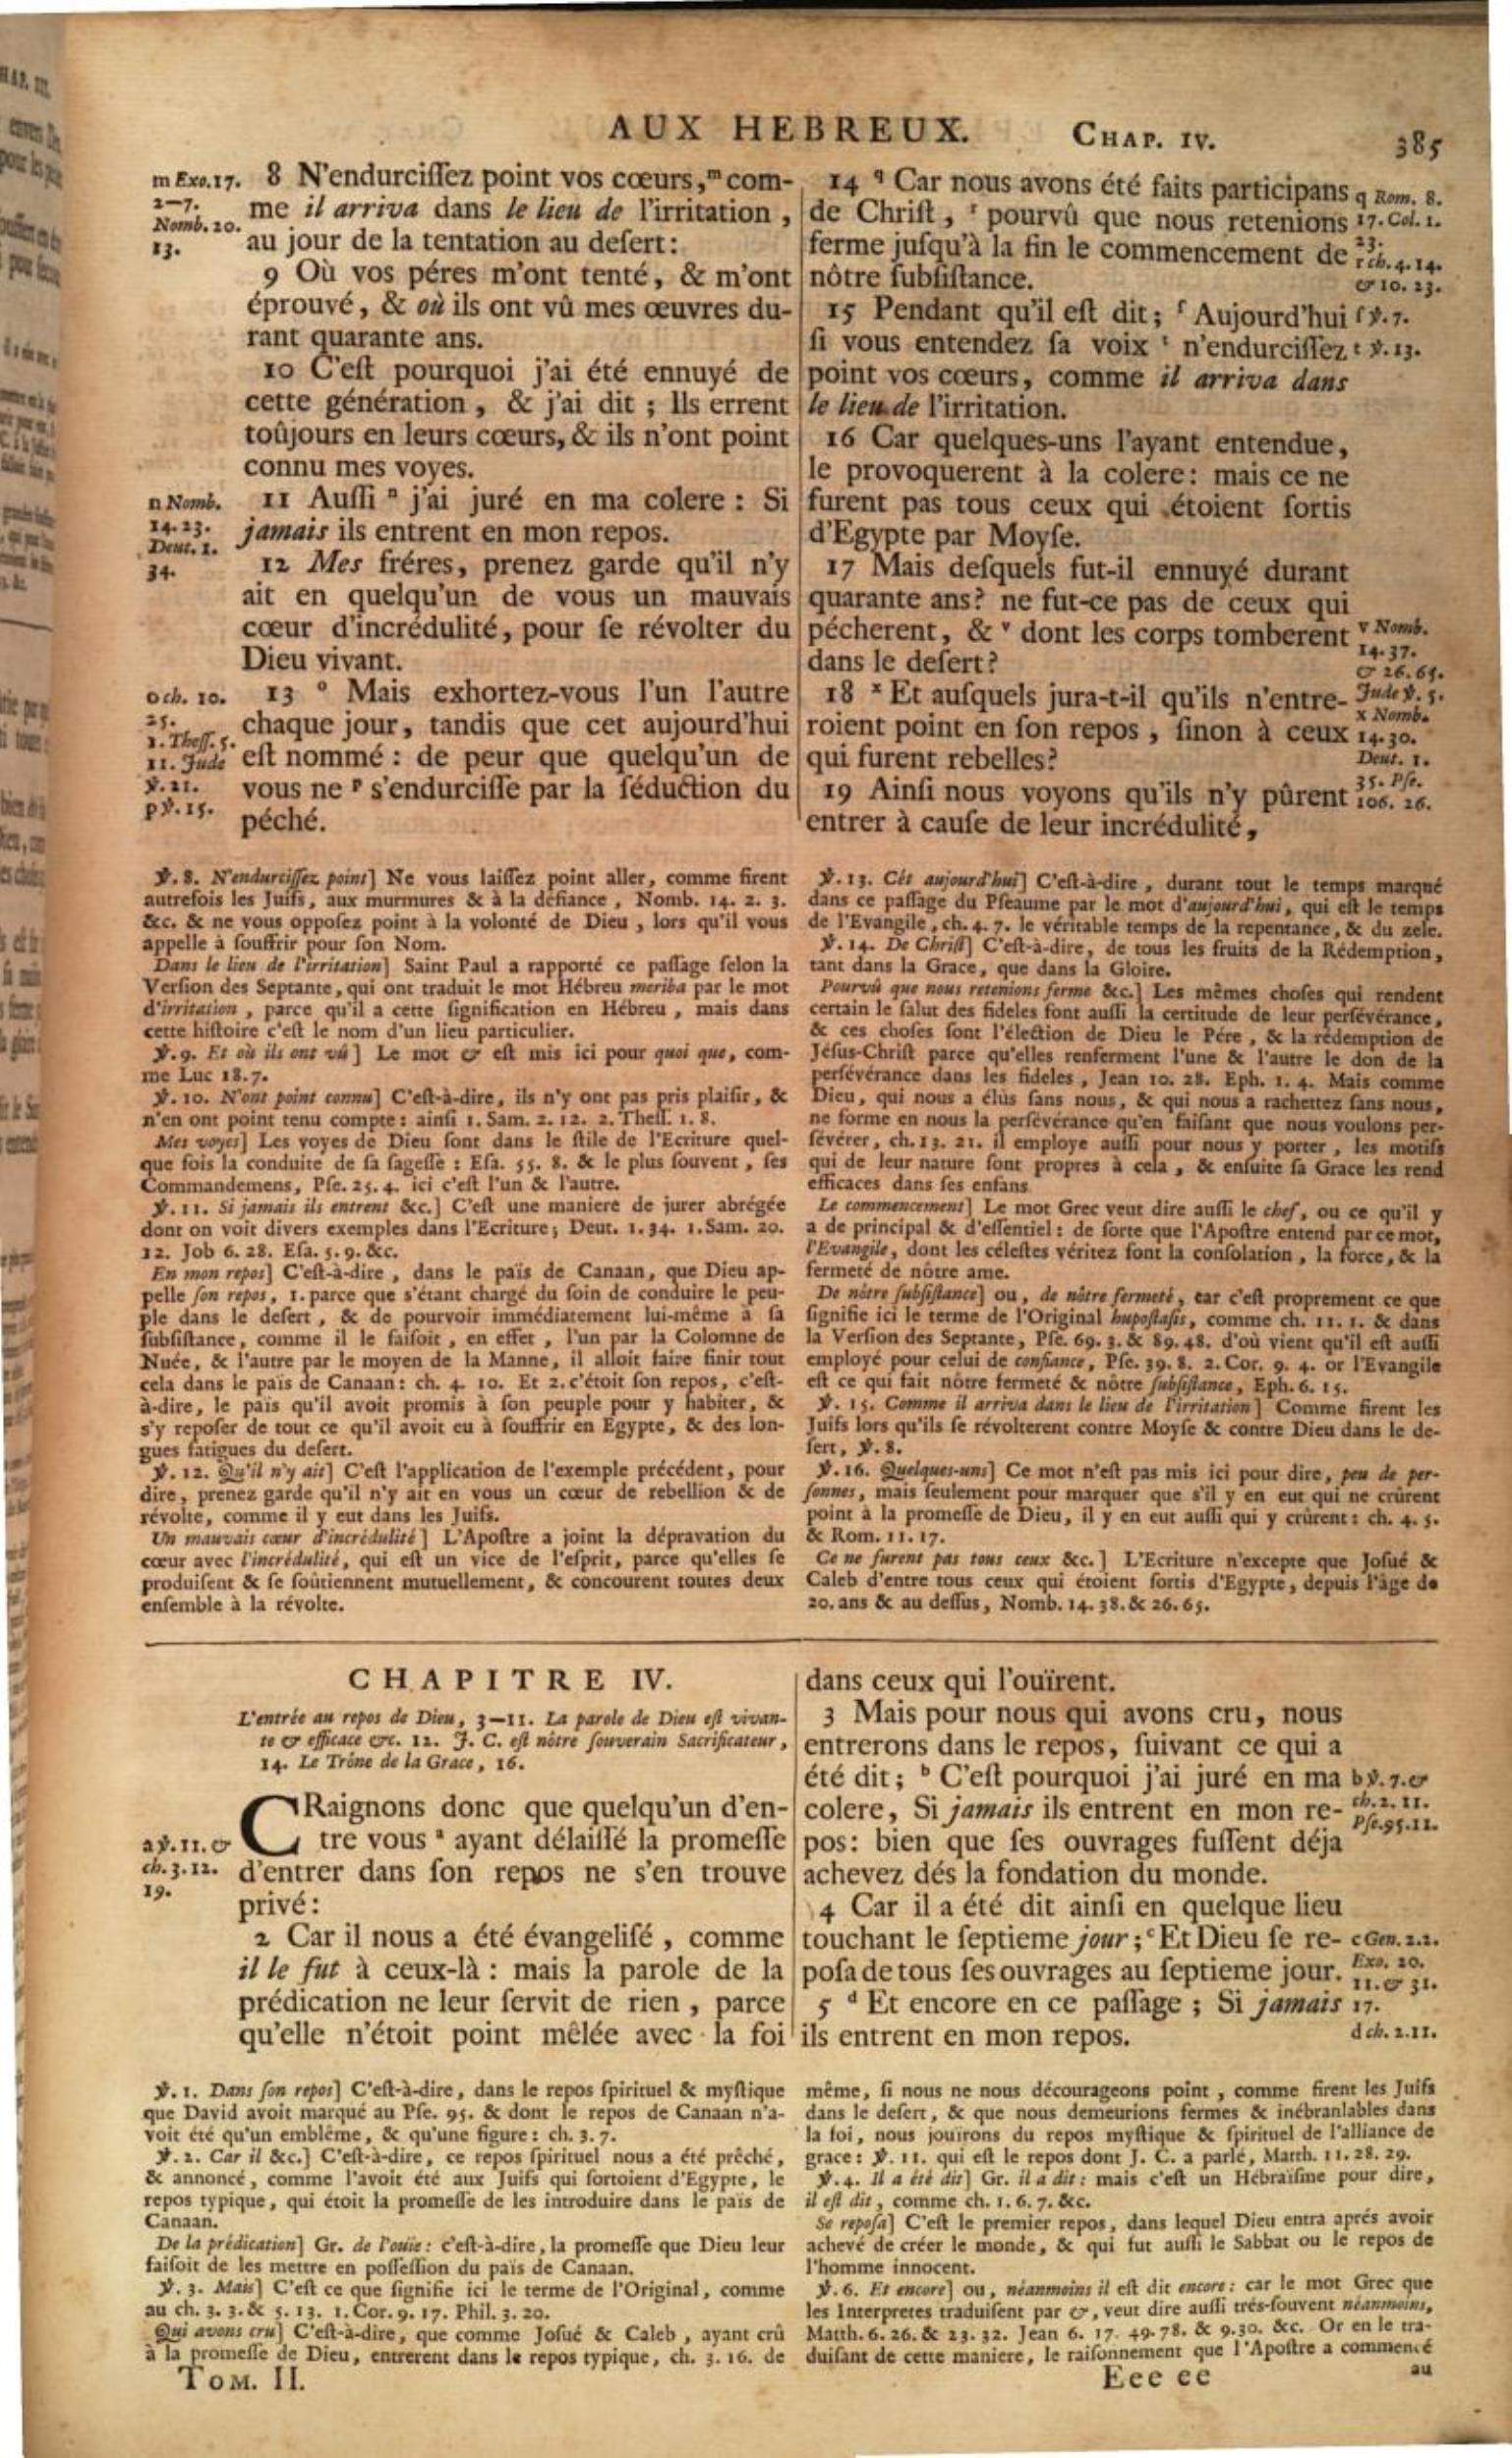 AUX HEBREUX. CHAP. IV. 385
m Exo. 17.
2-7.
Nomb. 20.
13.
8 N'endurciſſez point vos cœurs, ᵐ com-
me il arriva dans le lieu de l'irritation,
au jour de la tentation au deſert:
9 Où vos péres m'ont tenté, & m'ont
éprouvé, & où ils ont vû mes œuvres du-
rant quarante ans.
10 C'eſt pourquoi j'ai été ennuyé de
cette génération, & j'ai dit; Ils errent
toûjours en leurs cœurs, & ils n'ont point
connu mes voyes.
n Nomb.
14. 23.
Deut. 1.
34.
11 Auſſi ⁿ j'ai juré en ma colere : Si
jamais ils entrent en mon repos.
12 Mes fréres, prenez garde qu'il n'y
ait en quelqu'un de vous un mauvais
cœur d'incrédulité, pour ſe révolter du
Dieu vivant.
o ch. 10.
25.
1. Theſſ. 5.
11. Jude
ꝟ. 21.
p ꝟ. 15.
13 ᵒ Mais exhortez-vous l'un l'autre
chaque jour, tandis que cet aujourd'hui
eſt nommé : de peur que quelqu'un de
vous ne ᵖ s'endurciſſe par la ſéduction du
péché.
14 ᑫ Car nous avons été faits participans
de Chriſt, ʳ pourvû que nous retenions
ferme juſqu'à la fin le commencement de
nôtre ſubſiſtance.
q Rom. 8.
17. Col. 1.
23.
r ch. 4. 14.
& 10. 23.
15 Pendant qu'il eſt dit; ſ Aujourd'hui
ſi vous entendez ſa voix ᵗ n'endurciſſez
point vos cœurs, comme il arriva dans
le lieu de l'irritation.
ſ ꝟ. 7.
t ꝟ. 13.
16 Car quelques-uns l'ayant entendue,
le provoquerent à la colere: mais ce ne
furent pas tous ceux qui étoient ſortis
d'Egypte par Moyſe.
17 Mais deſquels fut-il ennuyé durant
quarante ans? ne fut-ce pas de ceux qui
pécherent, & ᵛ dont les corps tomberent
dans le deſert?
v Nomb.
14. 37.
& 26. 65.
Jude ꝟ. 5.
18 ˣ Et auſquels jura-t-il qu'ils n'entre-
roient point en ſon repos, ſinon à ceux
qui furent rebelles?
x Nomb.
14. 30.
Deut. 1.
35. Pſe.
106. 26.
19 Ainſi nous voyons qu'ils n'y pûrent
entrer à cauſe de leur incrédulité,
ꝟ. 8. N'endurciſſez point] Ne vous laiſſez point aller, comme firent
autrefois les Juifs, aux murmures & à la défiance, Nomb. 14. 2. 3.
&c. & ne vous oppoſez point à la volonté de Dieu, lors qu'il vous
appelle à ſouffrir pour ſon Nom.
Dans le lieu de l'irritation] Saint Paul a rapporté ce paſſage ſelon la
Verſion des Septante, qui ont traduit le mot Hébreu meriba par le mot
d'irritation, parce qu'il a cette ſignification en Hébreu, mais dans
cette hiſtoire c'eſt le nom d'un lieu particulier.
ꝟ. 9. Et où ils ont vû] Le mot & eſt mis ici pour quoi que, com-
me Luc 18. 7.
ꝟ. 10. N'ont point connu] C'eſt-à-dire, ils n'y ont pas pris plaiſir, &
n'en ont point tenu compte: ainſi 1. Sam. 2. 12. 2. Theſſ. 1. 8.
Mes voyes] Les voyes de Dieu ſont dans le ſtile de l'Ecriture quel-
que fois la conduite de ſa ſageſſe : Eſa. 55. 8. & le plus ſouvent, ſes
Commandemens, Pſe. 25. 4. ici c'eſt l'un & l'autre.
ꝟ. 11. Si jamais ils entrent &c.] C'eſt une maniere de jurer abrégée
dont on voit divers exemples dans l'Ecriture; Deut. 1. 34. 1. Sam. 20.
12. Job 6. 28. Eſa. 5. 9. &c.
En mon repos] C'eſt-à-dire, dans le païs de Canaan, que Dieu ap-
pelle ſon repos, 1. parce que s'étant chargé du ſoin de conduire le peu-
ple dans le deſert, & de pourvoir immédiatement lui-même à ſa
ſubſiſtance, comme il le faiſoit, en effet, l'un par la Colomne de
Nuée, & l'autre par le moyen de la Manne, il alloit faire finir tout
cela dans le païs de Canaan: ch. 4. 10. Et 2. c'étoit ſon repos, c'eſt-
à-dire, le païs qu'il avoit promis à ſon peuple pour y habiter, &
s'y repoſer de tout ce qu'il avoit eu à ſouffrir en Egypte, & des lon-
gues fatigues du deſert.
ꝟ. 12. Qu'il n'y ait] C'eſt l'application de l'exemple précédent, pour
dire, prenez garde qu'il n'y ait en vous un cœur de rebellion & de
révolte, comme il y eut dans les Juifs.
Un mauvais cœur d'incrédulité] L'Apoſtre a joint la dépravation du
cœur avec l'incrédulité, qui eſt un vice de l'eſprit, parce qu'elles ſe
produiſent & ſe ſoûtiennent mutuellement, & concourent toutes deux
enſemble à la révolte.
ꝟ. 13. Cèt aujourd'hui] C'eſt-à-dire, durant tout le temps marqué
dans ce paſſage du Pſeaume par le mot d'aujourd'hui, qui eſt le temps
de l'Evangile, ch. 4. 7. le véritable temps de la repentance, & du zele.
ꝟ. 14. De Chriſt] C'eſt-à-dire, de tous les fruits de la Rédemption,
tant dans la Grace, que dans la Gloire.
Pourvû que nous retenions ferme &c.] Les mêmes choſes qui rendent
certain le ſalut des fideles font auſſi la certitude de leur perſévérance,
& ces choſes ſont l'élection de Dieu le Pére, & la rédemption de
Jéſus-Chriſt parce qu'elles renferment l'une & l'autre le don de la
perſévérance dans les fideles, Jean 10. 28. Eph. 1. 4. Mais comme
Dieu, qui nous a élûs ſans nous, & qui nous a rachettez ſans nous,
ne forme en nous la perſévérance qu'en faiſant que nous voulons per-
ſévérer, ch. 13. 21. il employe auſſi pour nous y porter, les motifs
qui de leur nature ſont propres à cela, & enſuite ſa Grace les rend
efficaces dans ſes enfans
Le commencement] Le mot Grec veut dire auſſi le chef, ou ce qu'il y
a de principal & d'eſſentiel: de ſorte que l'Apoſtre entend par ce mot,
l'Evangile, dont les céleſtes véritez ſont la conſolation, la force, & la
fermeté de nôtre ame.
De nôtre ſubſiſtance] ou, de nôtre fermeté, car c'eſt proprement ce que
ſignifie ici le terme de l'Original hupoſtaſis, comme ch. 11. 1. & dans
la Verſion des Septante, Pſe. 69. 3. & 89. 48. d'où vient qu'il eſt auſſi
employé pour celui de confiance, Pſe. 39. 8. 2. Cor. 9. 4. or l'Evangile
eſt ce qui fait nôtre fermeté & nôtre ſubſiſtance, Eph. 6. 15.
ꝟ. 15. Comme il arriva dans le lieu de l'irritation] Comme firent les
Juifs lors qu'ils ſe révolterent contre Moyſe & contre Dieu dans le de-
ſert, ꝟ. 8.
ꝟ. 16. Quelques-uns] Ce mot n'eſt pas mis ici pour dire, peu de per-
ſonnes, mais ſeulement pour marquer que s'il y en eut qui ne crûrent
point à la promeſſe de Dieu, il y en eut auſſi qui y crûrent: ch. 4. 5.
& Rom. 11. 17.
Ce ne furent pas tous ceux &c.] L'Ecriture n'excepte que Joſué &
Caleb d'entre tous ceux qui étoient ſortis d'Egypte, depuis l'âge de
20. ans & au deſſus, Nomb. 14. 38. & 26. 65.
CHAPITRE IV.
L'entrée au repos de Dieu, 3-11. La parole de Dieu eſt vivan-
te & efficace &c. 12. J. C. eſt nôtre ſouverain Sacrificateur,
14. Le Trône de la Grace, 16.
a ꝟ. 11. &
ch. 3. 12.
19.
CRaignons donc que quelqu'un d'en-
tre vous ᵃ ayant délaiſſé la promeſſe
d'entrer dans ſon repos ne s'en trouve
privé:
2 Car il nous a été évangeliſé, comme
il le fut à ceux-là : mais la parole de la
prédication ne leur ſervit de rien, parce
qu'elle n'étoit point mêlée avec la foi
dans ceux qui l'ouïrent.
3 Mais pour nous qui avons cru, nous
entrerons dans le repos, ſuivant ce qui a
été dit; ᵇ C'eſt pourquoi j'ai juré en ma
colere, Si jamais ils entrent en mon re-
pos: bien que ſes ouvrages fuſſent déja
achevez dés la fondation du monde.
b ꝟ. 7. &
ch. 2. 11.
Pſe. 95. 11.
4 Car il a été dit ainſi en quelque lieu
touchant le ſeptieme jour; ᶜ Et Dieu ſe re-
poſa de tous ſes ouvrages au ſeptieme jour.
c Gen. 2. 2.
Exo. 20.
11. & 31.
17.
5 ᵈ Et encore en ce paſſage; Si jamais
ils entrent en mon repos.
d ch. 2. 11.
ꝟ. 1. Dans ſon repos] C'eſt-à-dire, dans le repos ſpirituel & myſtique
que David avoit marqué au Pſe. 95. & dont le repos de Canaan n'a-
voit été qu'un emblême, & qu'une figure: ch. 3. 7.
ꝟ. 2. Car il &c.] C'eſt-à-dire, ce repos ſpirituel nous a été prêché,
& annoncé, comme l'avoit été aux Juifs qui ſortoient d'Egypte, le
repos typique, qui étoit la promeſſe de les introduire dans le païs de
Canaan.
De la prédication] Gr. de l'ouïe: c'eſt-à-dire, la promeſſe que Dieu leur
faiſoit de les mettre en poſſeſſion du païs de Canaan.
ꝟ. 3. Mais] C'eſt ce que ſignifie ici le terme de l'Original, comme
au ch. 3. 3. & 5. 13. 1. Cor. 9. 17. Phil. 3. 20.
Qui avons cru] C'eſt-à-dire, que comme Joſué & Caleb, ayant crû
à la promeſſe de Dieu, entrerent dans le repos typique, ch. 3. 16. de
même, ſi nous ne nous décourageons point, comme firent les Juifs
dans le deſert, & que nous demeurions fermes & inébranlables dans
la foi, nous jouïrons du repos myſtique & ſpirituel de l'alliance de
grace: ꝟ. 11. qui eſt le repos dont J. C. a parlé, Matth. 11. 28. 29.
ꝟ. 4. Il a été dit] Gr. il a dit: mais c'eſt un Hébraïſme pour dire,
il eſt dit, comme ch. 1. 6. 7. &c.
Se repoſa] C'eſt le premier repos, dans lequel Dieu entra aprés avoir
achevé de créer le monde, & qui fut auſſi le Sabbat ou le repos de
l'homme innocent.
ꝟ. 6. Et encore] ou, néanmoins il eſt dit encore: car le mot Grec que
les Interpretes traduiſent par &, veut dire auſſi trés-ſouvent néanmoins,
Matth. 6. 26. & 23. 32. Jean 6. 17. 49. 78. & 9. 30. &c. Or en le tra-
duiſant de cette maniere, le raiſonnement que l'Apoſtre a commencé
TOM. II. Eee ee au